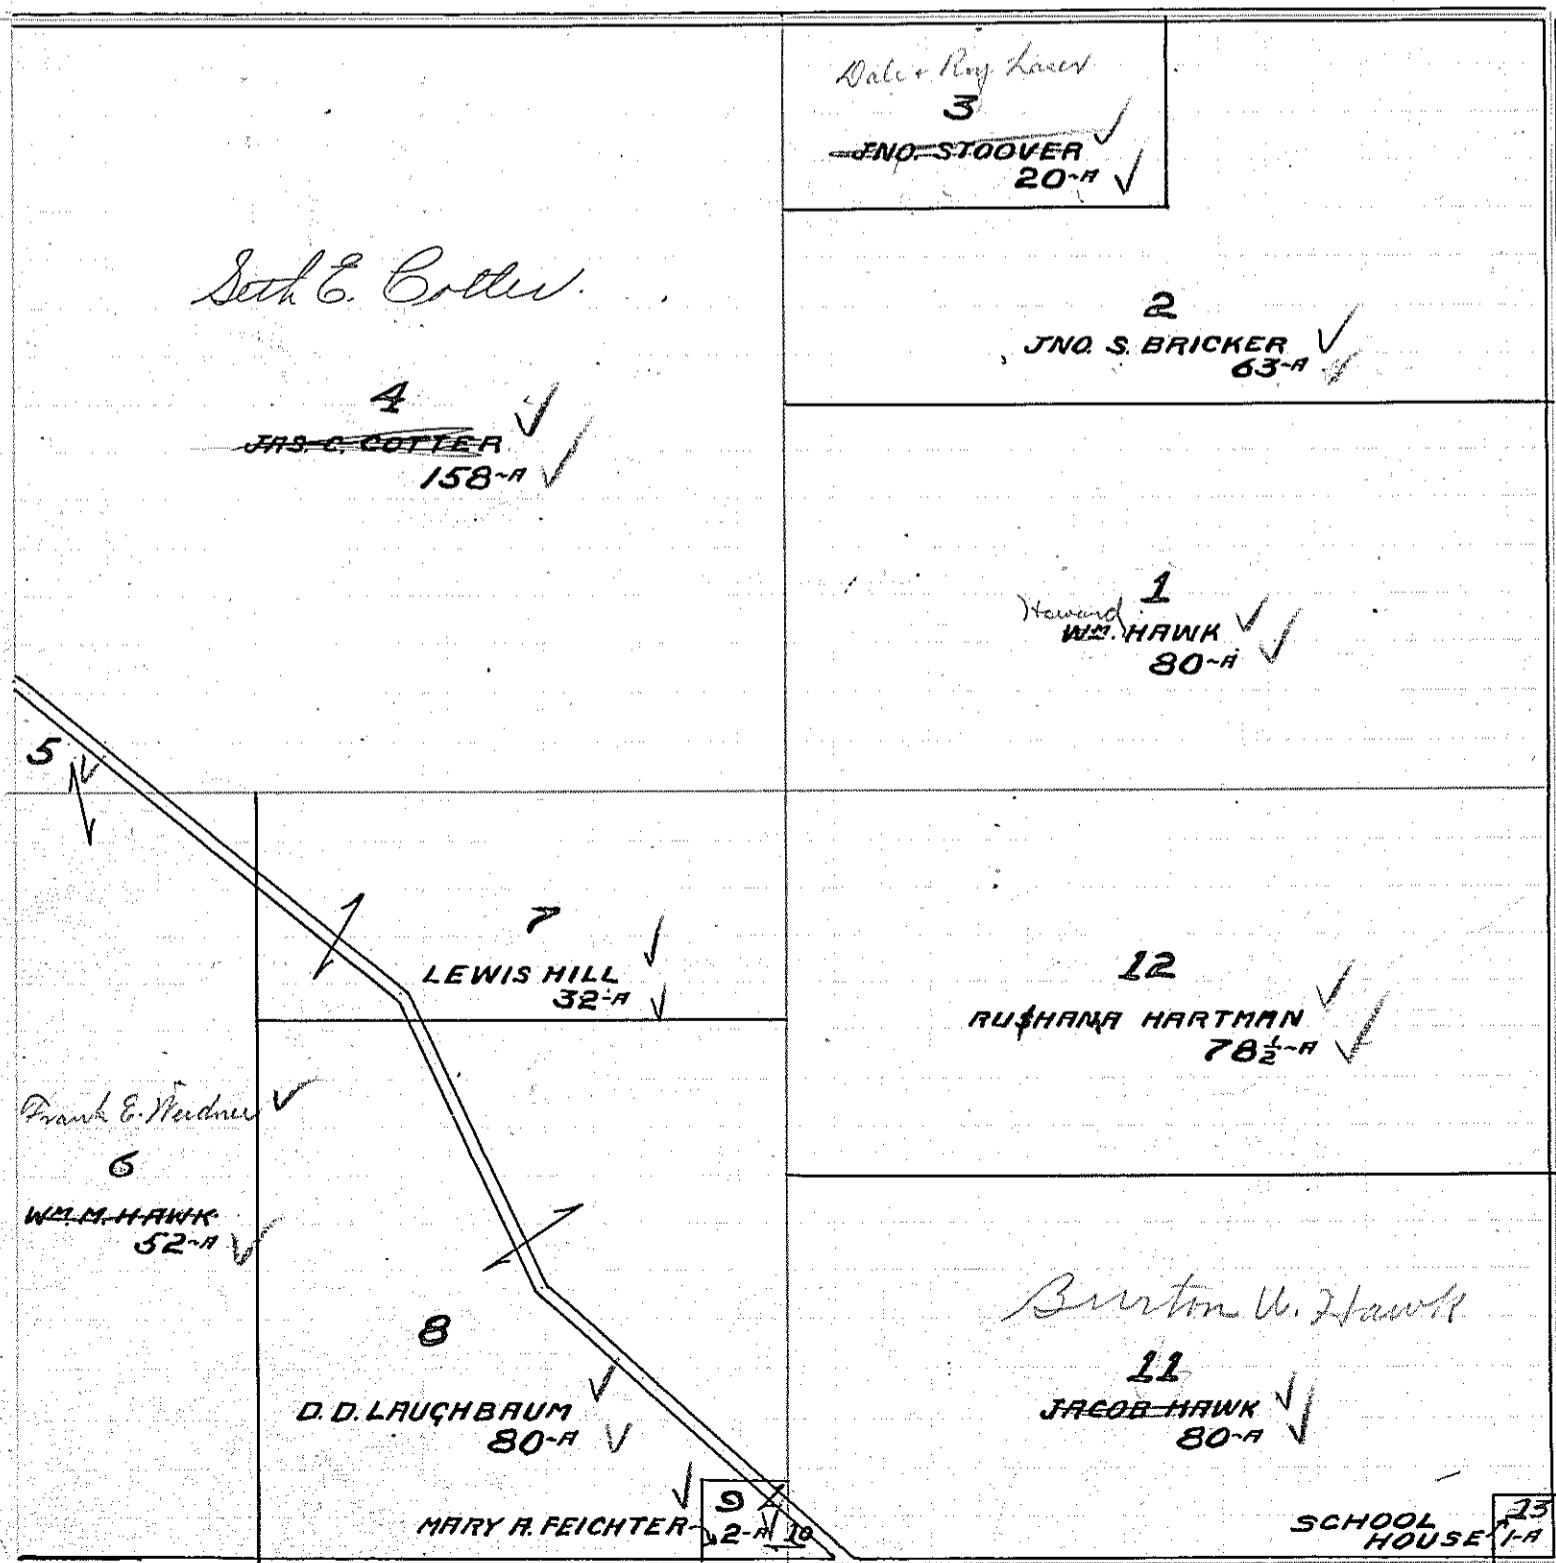 Dale & Roy Laser
3
JNO. STOOVER
20-A
Seth E. Cotter.
2
JNO. S. BRICKER
63-A
4
JAS. C. COTTER
158-A
1
Howard
WM. HAWK
80-A
5
7
LEWIS HILL
32-A
12
RUSHANA HARTMAN
78½-A
Frank E. Weidner
6
WM. M. HAWK
52-A
8
D. D. LAUGHBAUM
80-A
Burton W. Hawk
11
JACOB HAWK
80-A
9
MARY A. FEICHTER
2-A
10
SCHOOL
HOUSE
13
1-A